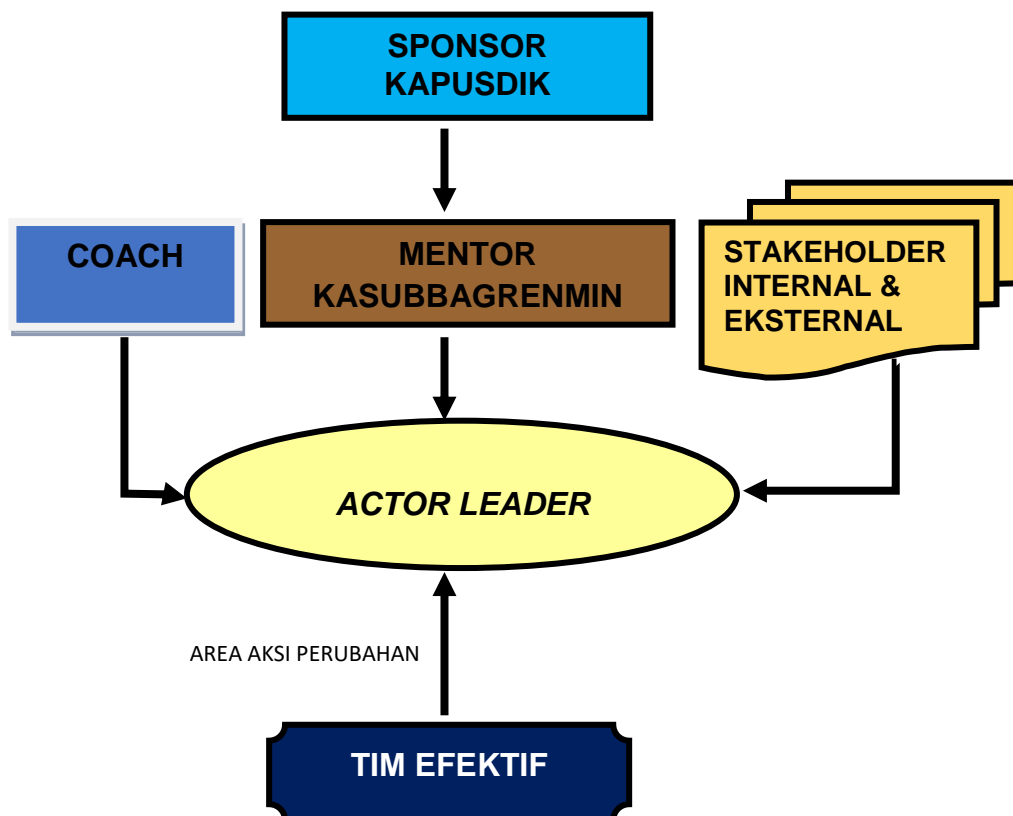 SPONSOR
KAPUSDIK
COACH
MENTOR
KASUBBAGRENMIN
STAKEHOLDER
INTERNAL &
EKSTERNAL
ACTOR LEADER
AREA AKSI PERUBAHAN
TIM EFEKTIF